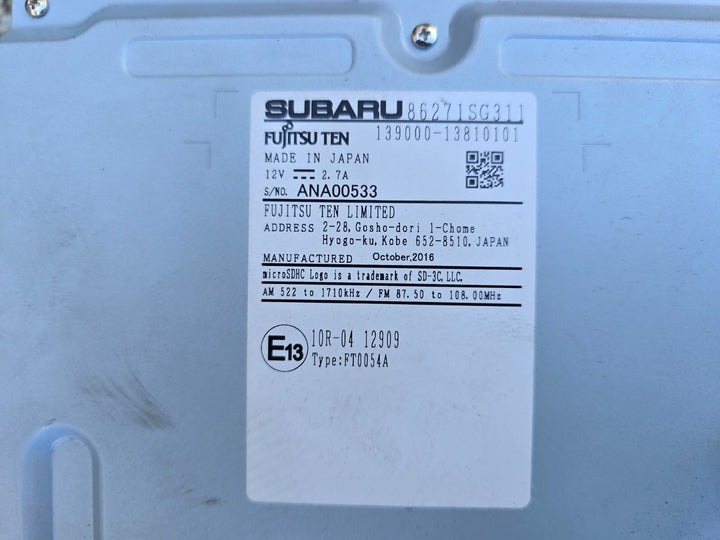 SUBARU 86271SG311
FUJITSU TEN 139000-13810101
MADE IN JAPAN
12V 2.7A
S/NO. ANA00533
FUJITSU TEN LIMITED
ADDRESS 2-28, Gosho-dori 1-Chome
Hyogo-ku, Kobe 652-8510, JAPAN
MANUFACTURED October,2016
microSDHC Logo is a trademark of SD-3C, LLC.
AM 522 to 1710kHz / FM 87.50 to 108.00MHz
E13 10R-04 12909
Type:FT0054A